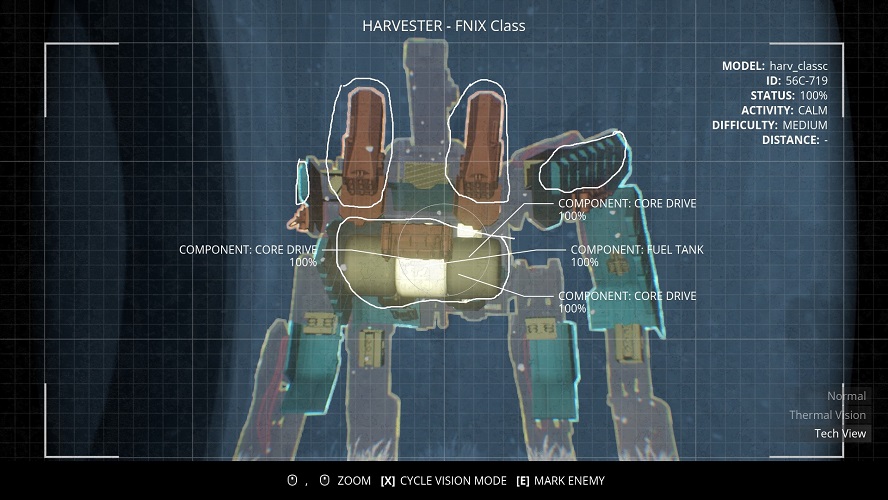 HARVESTER - FNIX Class
MODEL: harv_classc
ID: 56C-719
STATUS: 100%
ACTIVITY: CALM
DIFFICULTY: MEDIUM
DISTANCE: -
COMPONENT: CORE DRIVE
100%
COMPONENT: CORE DRIVE
100%
COMPONENT: FUEL TANK
100%
COMPONENT: CORE DRIVE
100%
Normal
Thermal Vision
Tech View
, ZOOM [X] CYCLE VISION MODE [E] MARK ENEMY